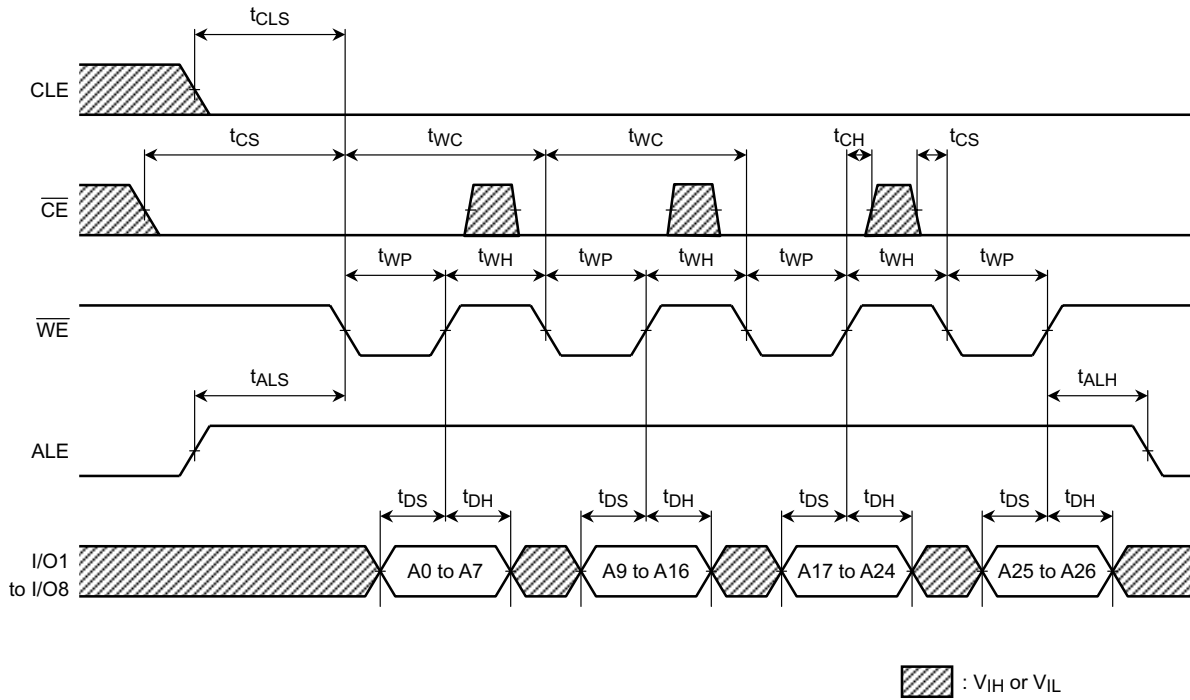 tCLS
CLE
tCS tWC tWC tCH tCS
CE
tWP tWH tWP tWH tWP tWH tWP
WE
tALS tALH
ALE
tDS tDH tDS tDH tDS tDH tDS tDH
I/O1
to I/O8
A0 to A7 A9 to A16 A17 to A24 A25 to A26
: VIH or VIL